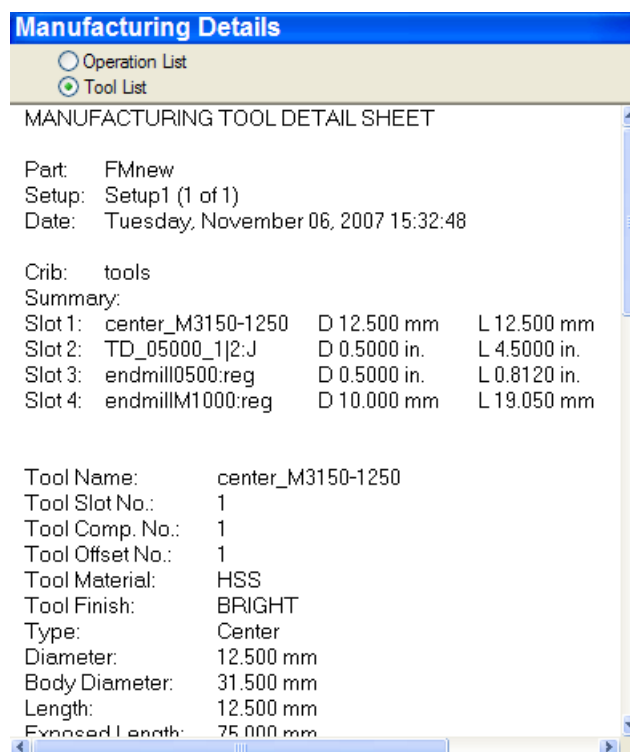 Manufacturing Details
Operation List
Tool List
MANUFACTURING TOOL DETAIL SHEET
Part: FMnew
Setup: Setup1 (1 of 1)
Date: Tuesday, November 06, 2007 15:32:48
Crib: tools
Summary:
Slot 1: center_M3150-1250 D 12.500 mm L 12.500 mm
Slot 2: TD_05000_1|2:J D 0.5000 in. L 4.5000 in.
Slot 3: endmill0500:reg D 0.5000 in. L 0.8120 in.
Slot 4: endmillM1000:reg D 10.000 mm L 19.050 mm
Tool Name: center_M3150-1250
Tool Slot No.: 1
Tool Comp. No.: 1
Tool Offset No.: 1
Tool Material: HSS
Tool Finish: BRIGHT
Type: Center
Diameter: 12.500 mm
Body Diameter: 31.500 mm
Length: 12.500 mm
Exposed Length: 75.000 mm